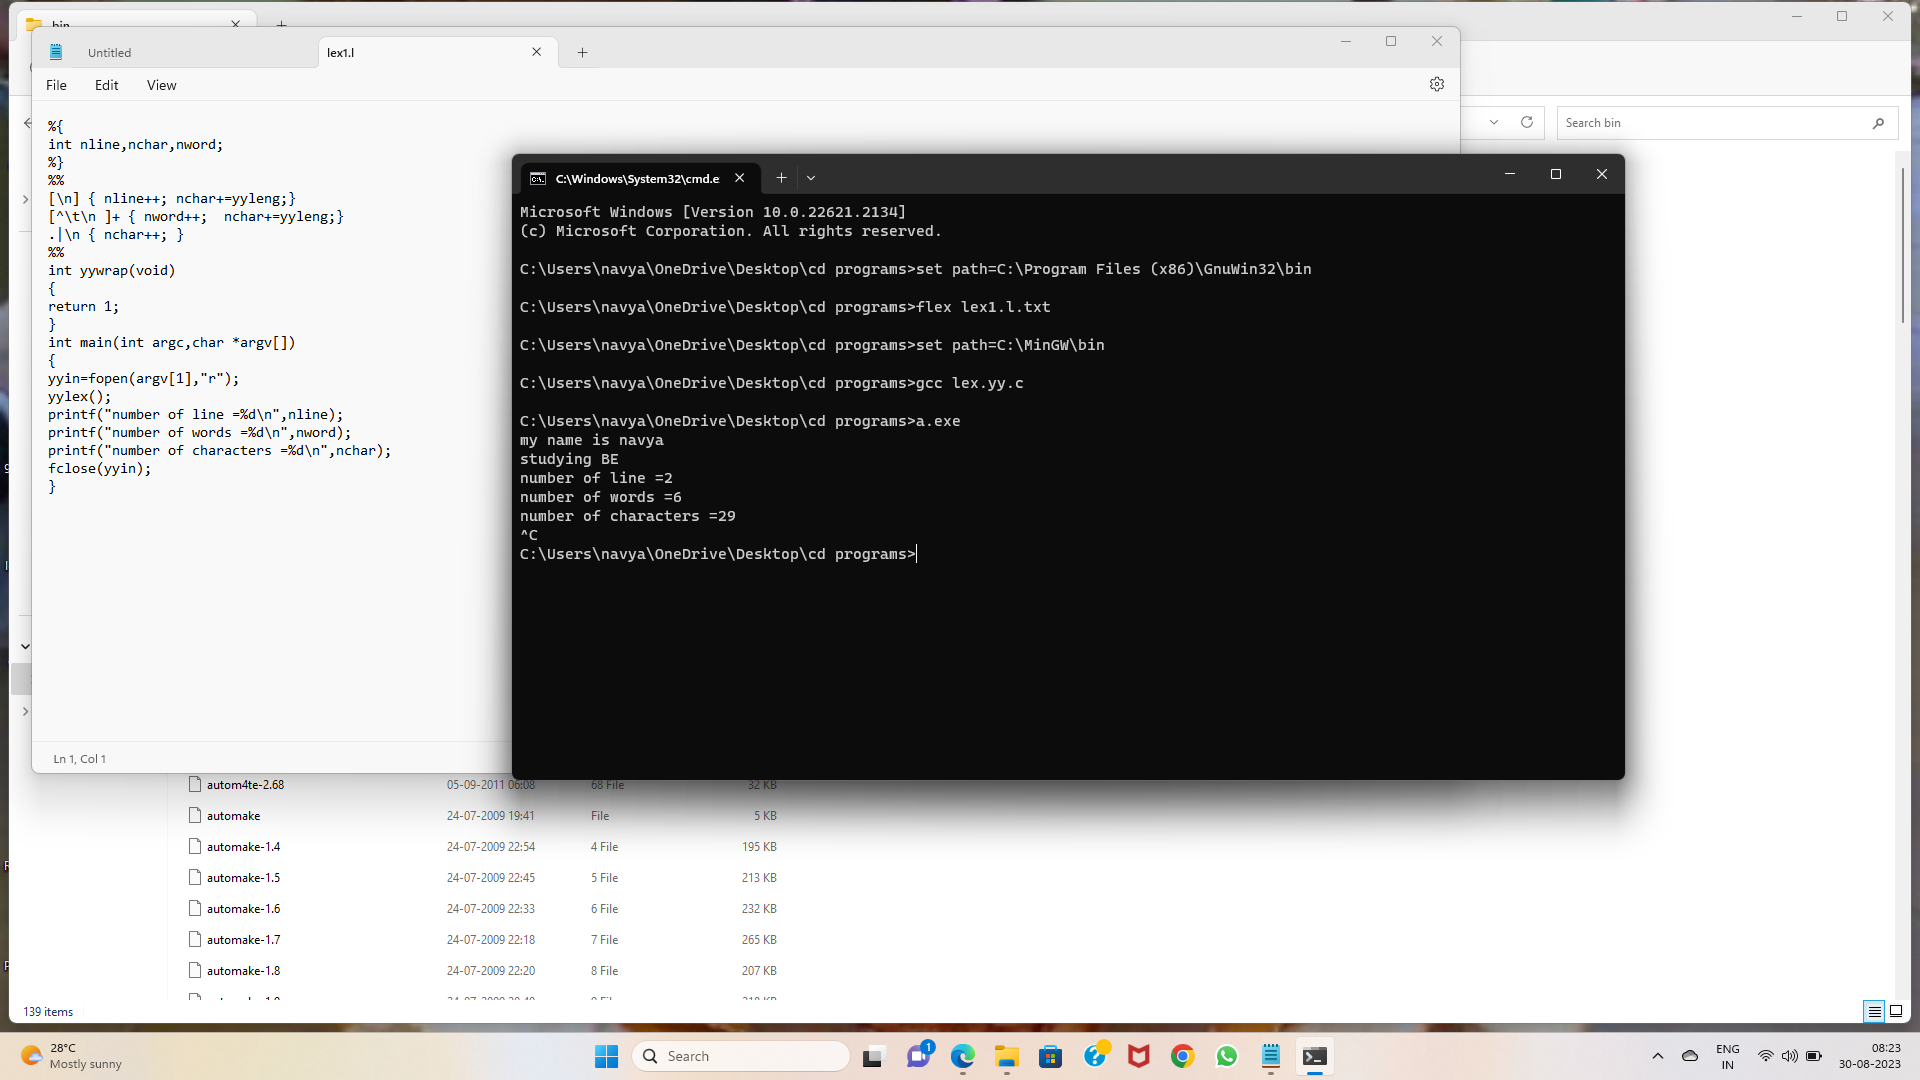 bin
Untitled
lex1.l
File Edit View
%{
int nline,nchar,nword;
%}
%%
[\n] { nline++; nchar+=yyleng;}
[^\t\n ]+ { nword++;  nchar+=yyleng;}
.|\n { nchar++; }
%%
int yywrap(void)
{
return 1;
}
int main(int argc,char *argv[])
{
yyin=fopen(argv[1],"r");
yylex();
printf("number of line =%d\n",nline);
printf("number of words =%d\n",nword);
printf("number of characters =%d\n",nchar);
fclose(yyin);
}
Ln 1, Col 1
Search bin
C:\Windows\System32\cmd.e
Microsoft Windows [Version 10.0.22621.2134]
(c) Microsoft Corporation. All rights reserved.
C:\Users\navya\OneDrive\Desktop\cd programs>set path=C:\Program Files (x86)\GnuWin32\bin
C:\Users\navya\OneDrive\Desktop\cd programs>flex lex1.l.txt
C:\Users\navya\OneDrive\Desktop\cd programs>set path=C:\MinGW\bin
C:\Users\navya\OneDrive\Desktop\cd programs>gcc lex.yy.c
C:\Users\navya\OneDrive\Desktop\cd programs>a.exe
my name is navya
studying BE
number of line =2
number of words =6
number of characters =29
^C
C:\Users\navya\OneDrive\Desktop\cd programs>
autom4te-2.68 05-09-2011 06:08 68 File 32 KB
automake 24-07-2009 19:41 File 5 KB
automake-1.4 24-07-2009 22:54 4 File 195 KB
automake-1.5 24-07-2009 22:45 5 File 213 KB
automake-1.6 24-07-2009 22:33 6 File 232 KB
automake-1.7 24-07-2009 22:18 7 File 265 KB
automake-1.8 24-07-2009 22:20 8 File 207 KB
139 items
28°C
Mostly sunny
Search
1
ENG
IN
08:23
30-08-2023